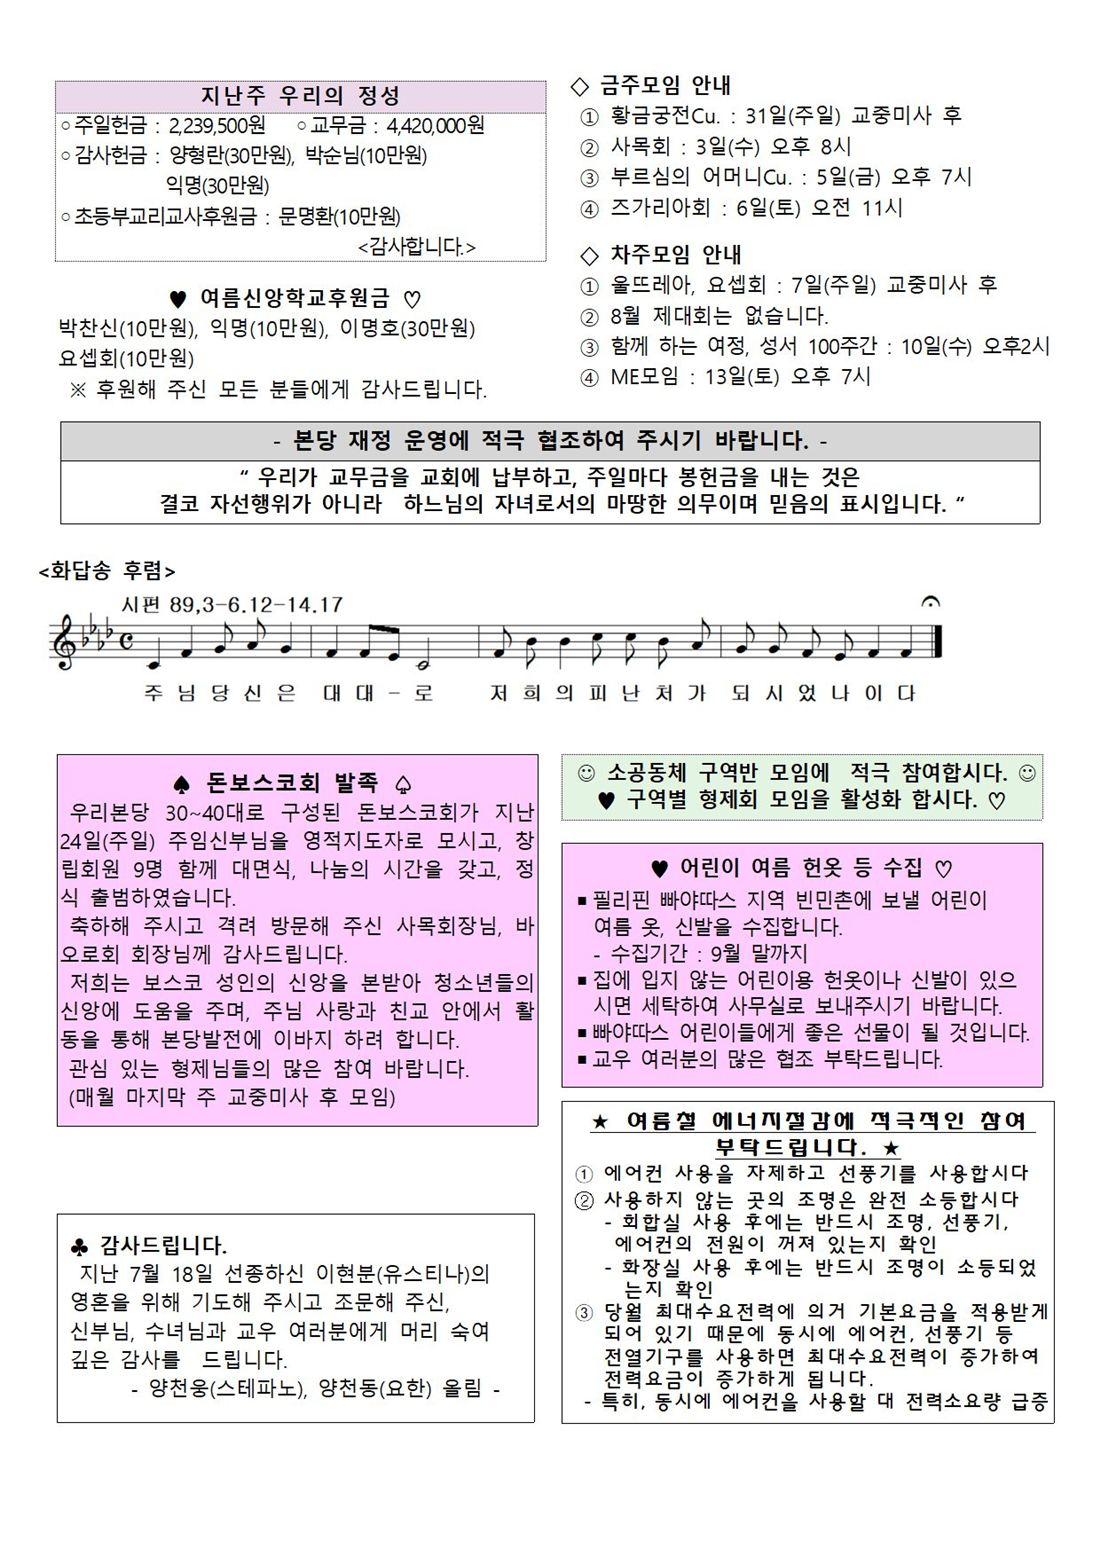 지난주 우리의 정성
○ 주일헌금 : 2,239,500원 ○ 교무금 : 4,420,000원
○ 감사헌금 : 양형란(30만원), 박순님(10만원)
익명(30만원)
○ 초등부교리교사후원금 : 문명환(10만원)
<감사합니다.>
♥ 여름신앙학교후원금 ♡
박찬신(10만원), 익명(10만원), 이명호(30만원)
요셉회(10만원)
※ 후원해 주신 모든 분들에게 감사드립니다.
◇ 금주모임 안내
① 황금궁전Cu. : 31일(주일) 교중미사 후
② 사목회 : 3일(수) 오후 8시
③ 부르심의 어머니Cu. : 5일(금) 오후 7시
④ 즈가리아회 : 6일(토) 오전 11시
◇ 차주모임 안내
① 울뜨레아, 요셉회 : 7일(주일) 교중미사 후
② 8월 제대회는 없습니다.
③ 함께 하는 여정, 성서 100주간 : 10일(수) 오후2시
④ ME모임 : 13일(토) 오후 7시
- 본당 재정 운영에 적극 협조하여 주시기 바랍니다. -
“ 우리가 교무금을 교회에 납부하고, 주일마다 봉헌금을 내는 것은
결코 자선행위가 아니라 하느님의 자녀로서의 마땅한 의무이며 믿음의 표시입니다. “
<화답송 후렴>
시편 89,3-6.12-14.17
주 님 당 신 은 대 대 - 로 저 희 의 피 난 처 가 되 시 었 나 이 다
♠ 돈보스코회 발족 ♤
우리본당 30~40대로 구성된 돈보스코회가 지난
24일(주일) 주임신부님을 영적지도자로 모시고, 창
립회원 9명 함께 대면식, 나눔의 시간을 갖고, 정
식 출범하였습니다.
축하해 주시고 격려 방문해 주신 사목회장님, 바
오로회 회장님께 감사드립니다.
저희는 보스코 성인의 신앙을 본받아 청소년들의
신앙에 도움을 주며, 주님 사랑과 친교 안에서 활
동을 통해 본당발전에 이바지 하려 합니다.
관심 있는 형제님들의 많은 참여 바랍니다.
(매월 마지막 주 교중미사 후 모임)
♣ 감사드립니다.
지난 7월 18일 선종하신 이현분(유스티나)의
영혼을 위해 기도해 주시고 조문해 주신,
신부님, 수녀님과 교우 여러분에게 머리 숙여
깊은 감사를 드립니다.
- 양천웅(스테파노), 양천동(요한) 올림 -
☺ 소공동체 구역반 모임에 적극 참여합시다. ☺
♥ 구역별 형제회 모임을 활성화 합시다. ♡
♥ 어린이 여름 헌옷 등 수집 ♡
▪ 필리핀 빠야따스 지역 빈민촌에 보낼 어린이
여름 옷, 신발을 수집합니다.
- 수집기간 : 9월 말까지
▪ 집에 입지 않는 어린이용 헌옷이나 신발이 있으
시면 세탁하여 사무실로 보내주시기 바랍니다.
▪ 빠야따스 어린이들에게 좋은 선물이 될 것입니다.
▪ 교우 여러분의 많은 협조 부탁드립니다.
★ 여름철 에너지절감에 적극적인 참여
부탁드립니다. ★
① 에어컨 사용을 자제하고 선풍기를 사용합시다
② 사용하지 않는 곳의 조명은 완전 소등합시다
- 회합실 사용 후에는 반드시 조명, 선풍기,
에어컨의 전원이 꺼져 있는지 확인
- 화장실 사용 후에는 반드시 조명이 소등되었
는지 확인
③ 당월 최대수요전력에 의거 기본요금을 적용받게
되어 있기 때문에 동시에 에어컨, 선풍기 등
전열기구를 사용하면 최대수요전력이 증가하여
전력요금이 증가하게 됩니다.
- 특히, 동시에 에어컨을 사용할 대 전력소요량 급증